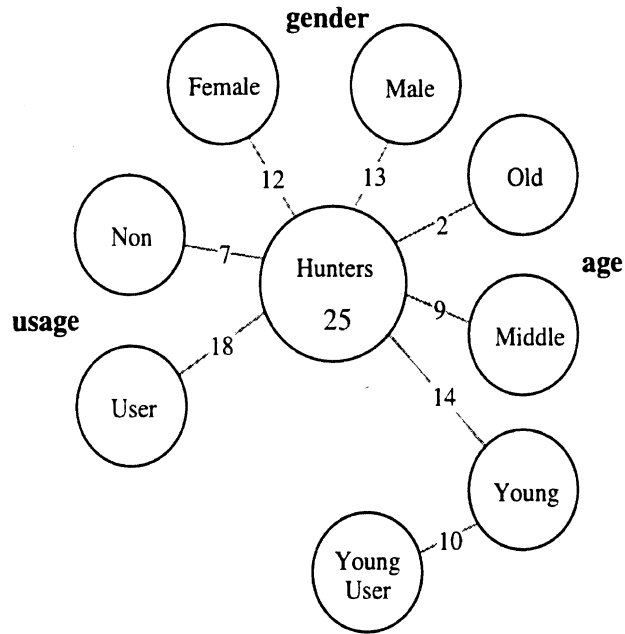 gender
Female
Male
12
13
Old
2
Non
7
Hunters
25
age
9
Middle
usage
18
User
14
Young
10
Young
User